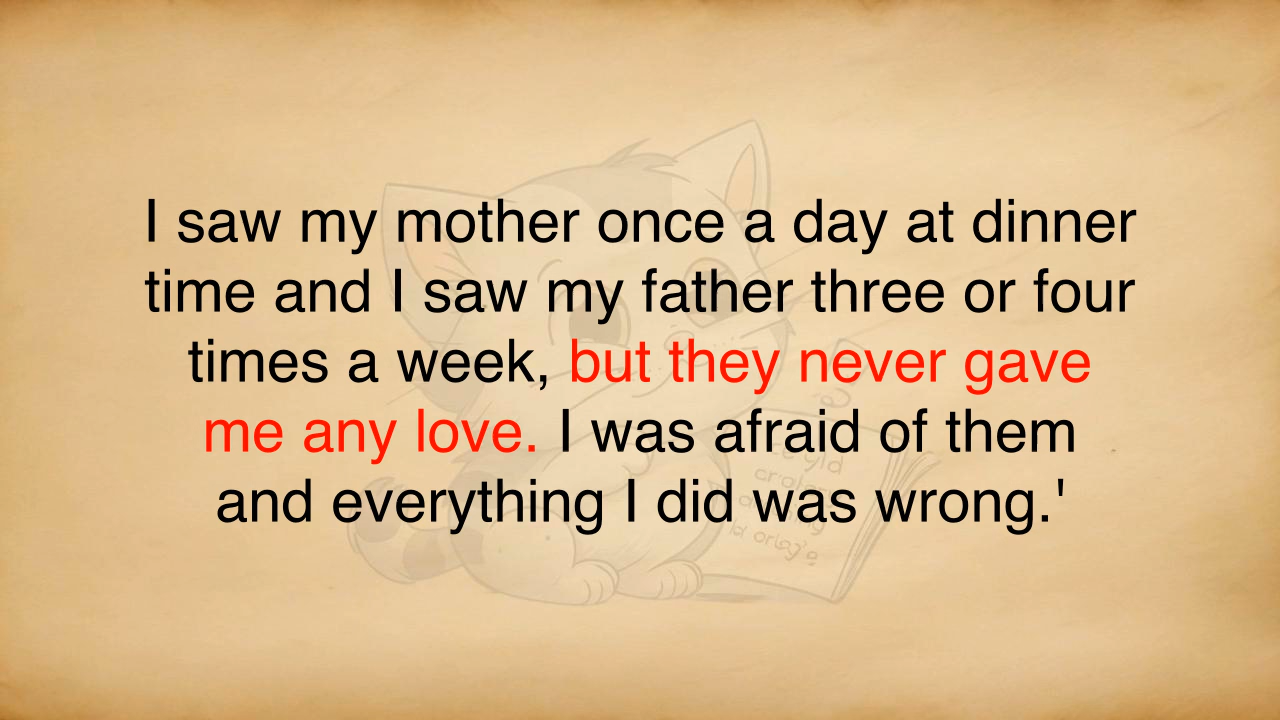 I saw my mother once a day at dinner
time and I saw my father three or four
times a week, but they never gave
me any love. I was afraid of them
and everything I did was wrong.'